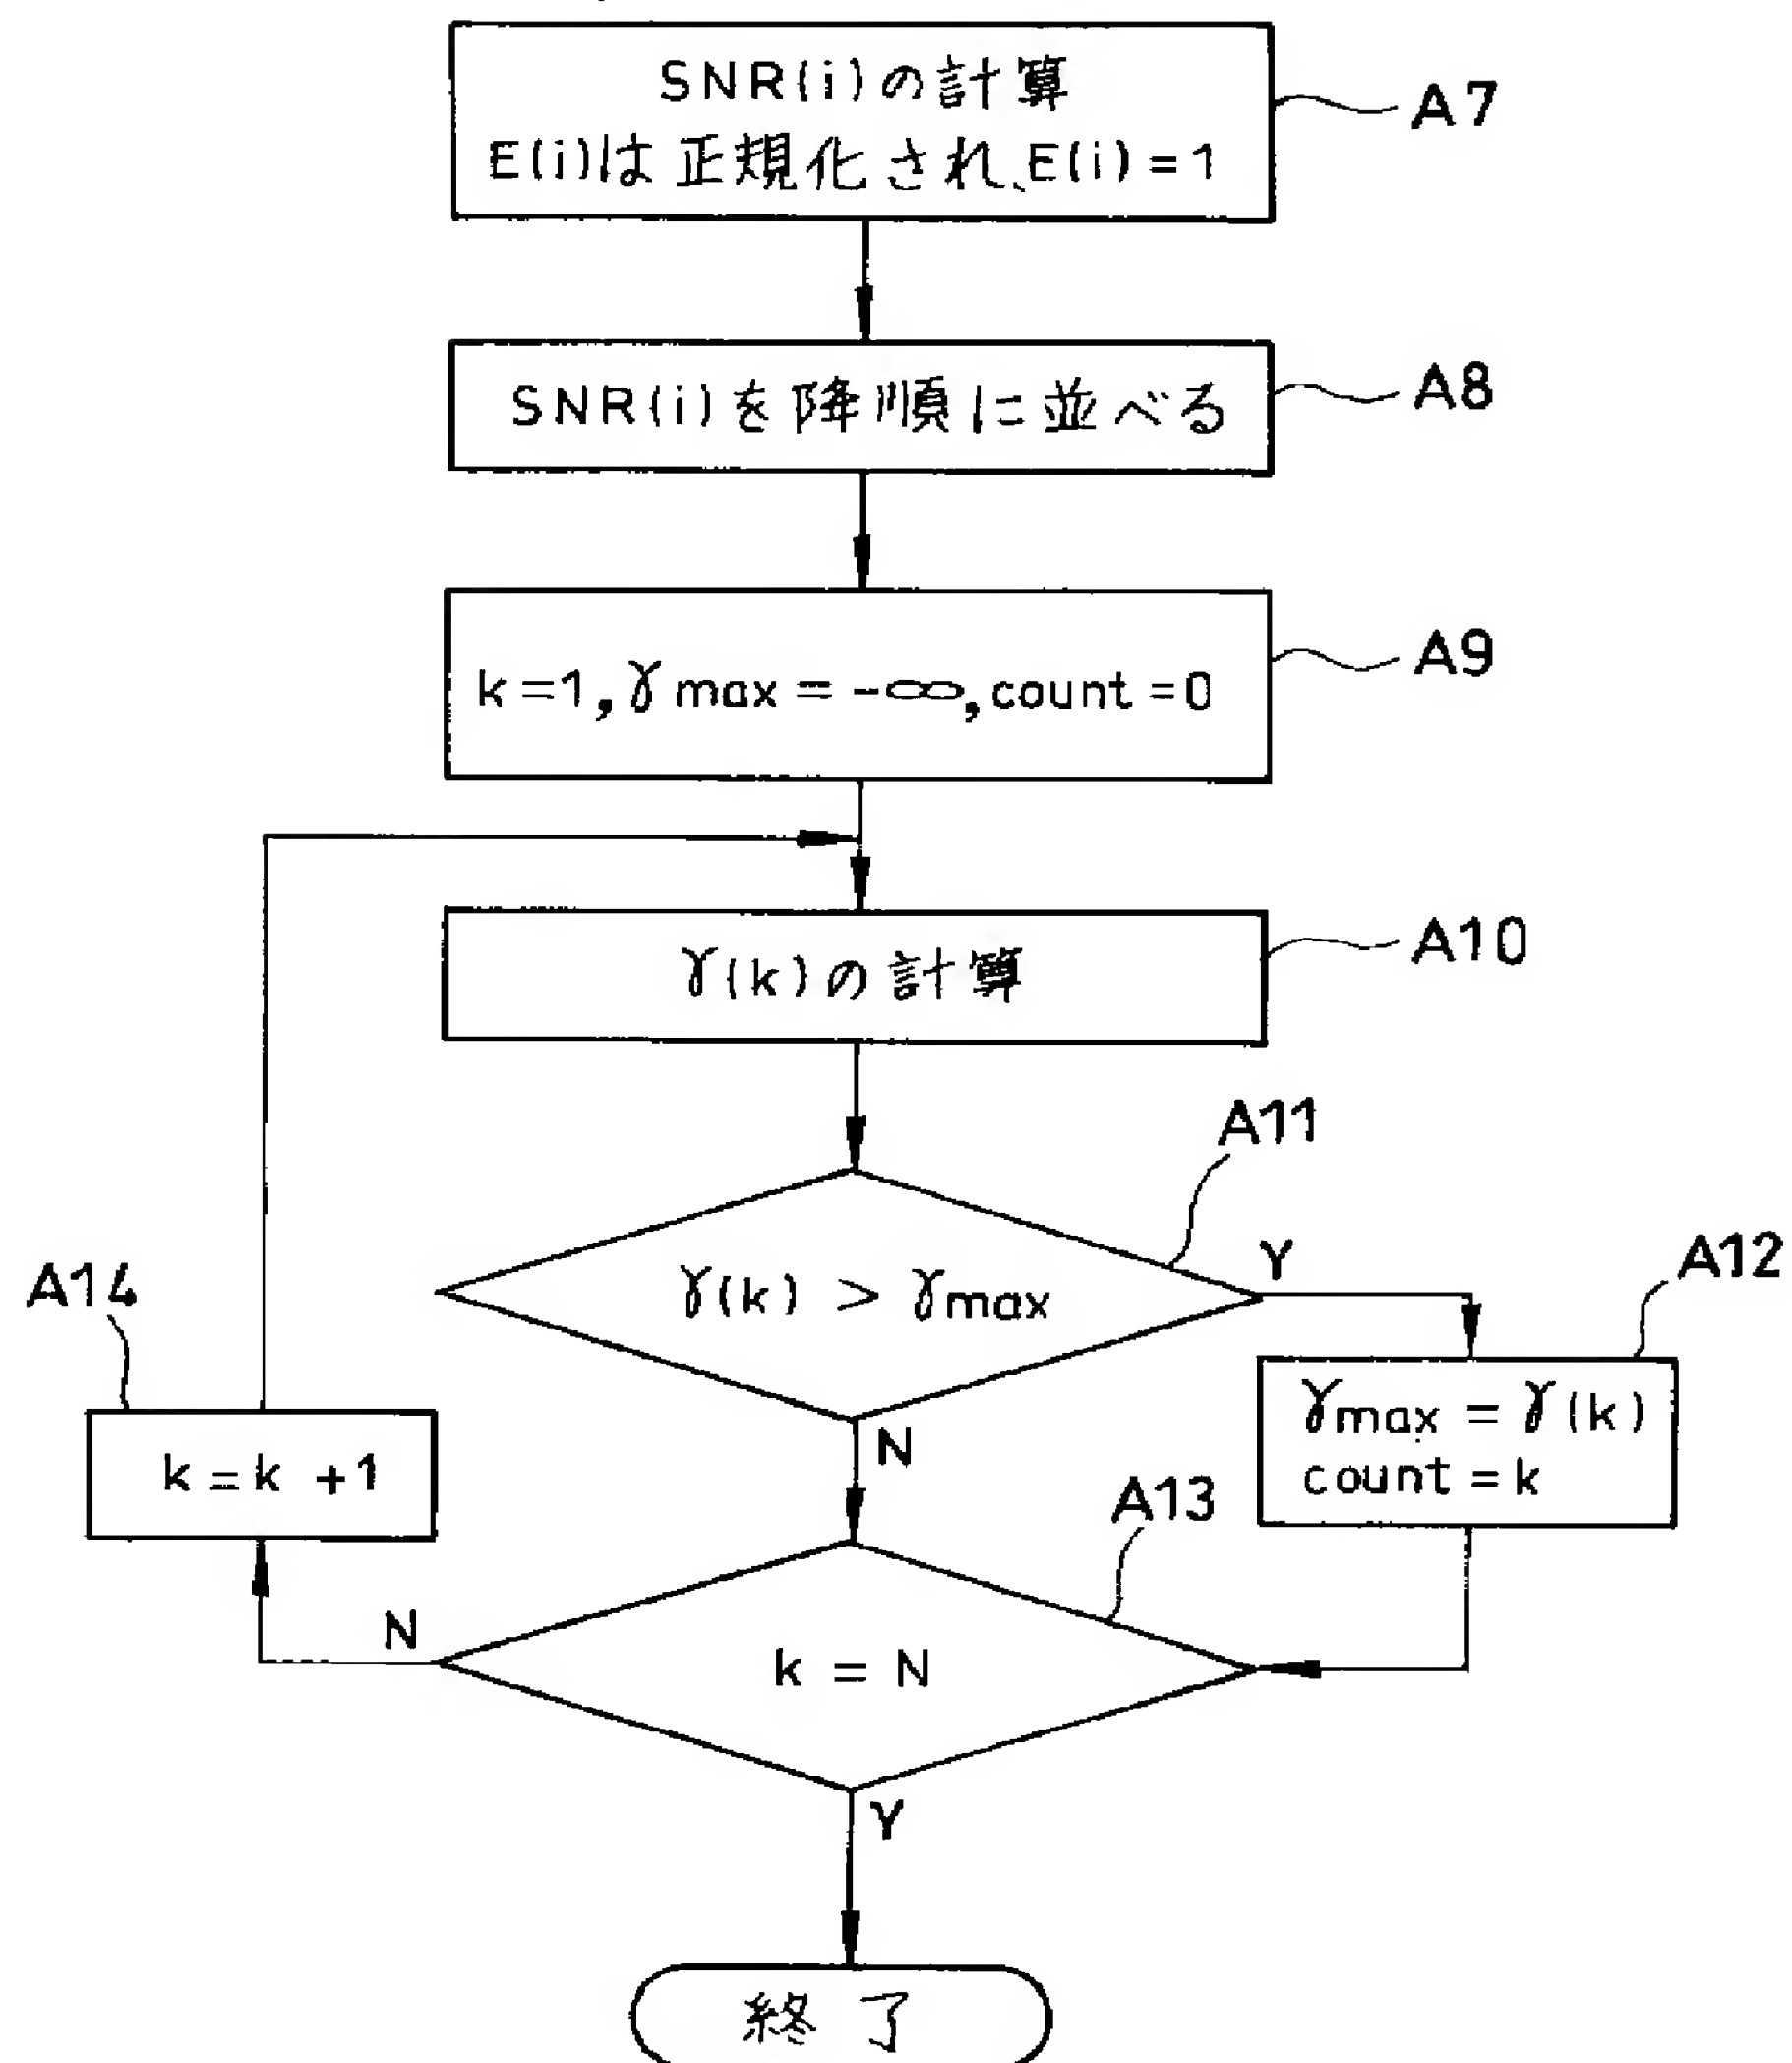 SNR(i)の計算
E(i)は正規化され、E(i)=1
A7
SNR(i)を降順に並べる
A8
k=1,γmax=-∞,count=0
A9
γ(k)の計算
A10
A11
γ(k) > γmax
Y
A12
A14
γmax = γ(k)
count = k
N
k = k +1
A13
N
k = N
Y
終了